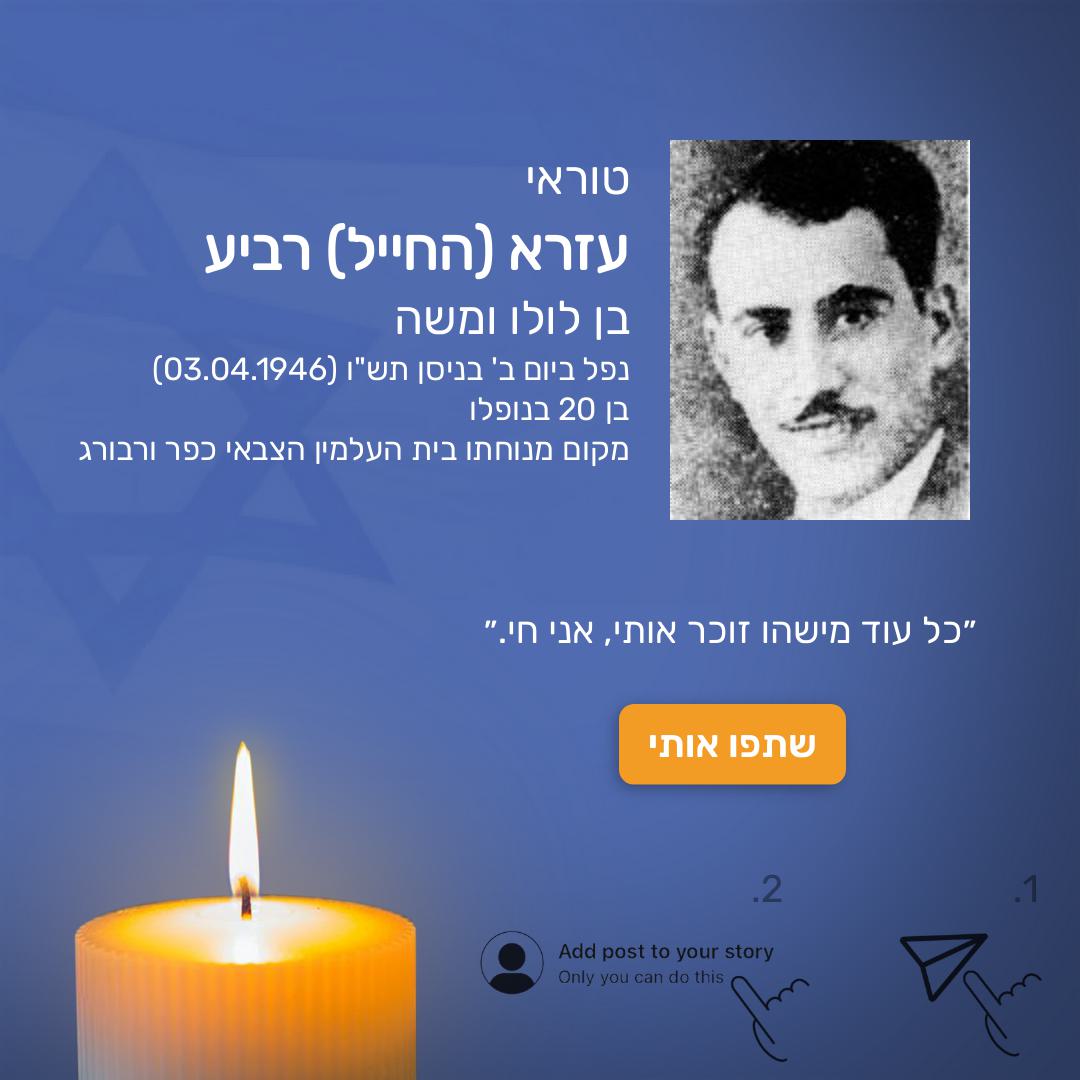 טוראי
עזרא (החייל) רביע
בן לולו ומשה
נפל ביום ב' בניסן תש"ו (03.04.1946)
בן 20 בנופלו
מקום מנוחתו בית העלמין הצבאי כפר ורבורג
״כל עוד מישהו זוכר אותי, אני חי.״
שתפו אותי
.1
.2
Add post to your story
Only you can do this